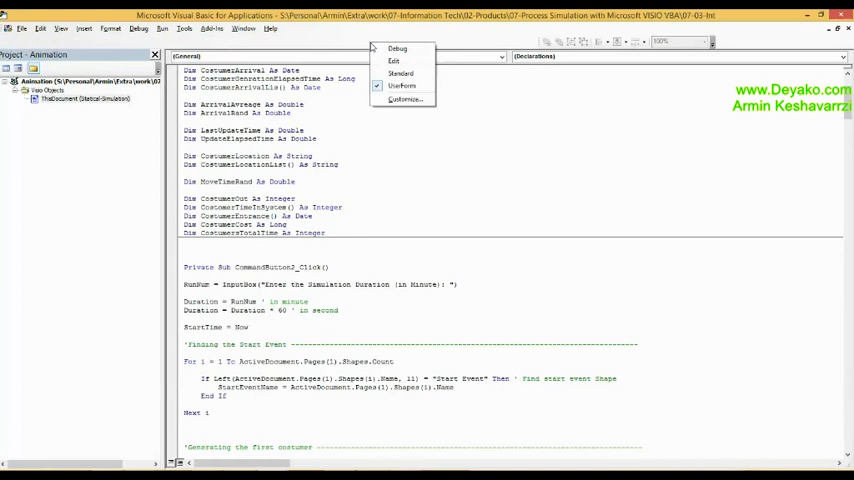 Microsoft Visual Basic for Applications - S:\Personal\Armin\Extra\work\07-Information Tech\02-Products\07-Process Simulation with Microsoft VISIO VBA\07-03-Int
File Edit View Insert Format Debug Run Tools Add-Ins Window Help
100%
Project - Animation
Animation (S:\Personal\Armin\Extra\work\07
Visio Objects
ThisDocument (Statical-Simulation)
(General)
(Declarations)
Debug
Edit
Standard
UserForm
Customize...
www.Deyako.com
Armin Keshavarrzi
Dim CostumerArrival As Date
Dim CostumerGenrationElapsedTime As Long
Dim CostumerArrivalLis() As Date
Dim ArrivalAvreage As Double
Dim ArrivalRand As Double
Dim LastUpdateTime As Double
Dim UpdateElapsedTime As Double
Dim CostumerLocation As String
Dim CostumerLocationList() As String
Dim MoveTimeRand As Double
Dim CostumerOut As Integer
Dim CostomerTimeInSystem() As Integer
Dim CostumerEntrance() As Date
Dim CostumerCost As Long
Dim CostumersTotalTime As Integer
Private Sub CommandButton2_Click()
RunNum = InputBox("Enter the Simulation Duration (in Minute): ")
Duration = RunNum ' in minute
Duration = Duration * 60 ' in second
StartTime = Now
'Finding the Start Event ----------------------------------------------------------------------------------
For i = 1 To ActiveDocument.Pages(1).Shapes.Count
If Left(ActiveDocument.Pages(1).Shapes(i).Name, 11) = "Start Event" Then ' Find start event Shape
StartEventName = ActiveDocument.Pages(1).Shapes(i).Name
End If
Next i
'Generating the first costumer -----------------------------------------------------------------------------